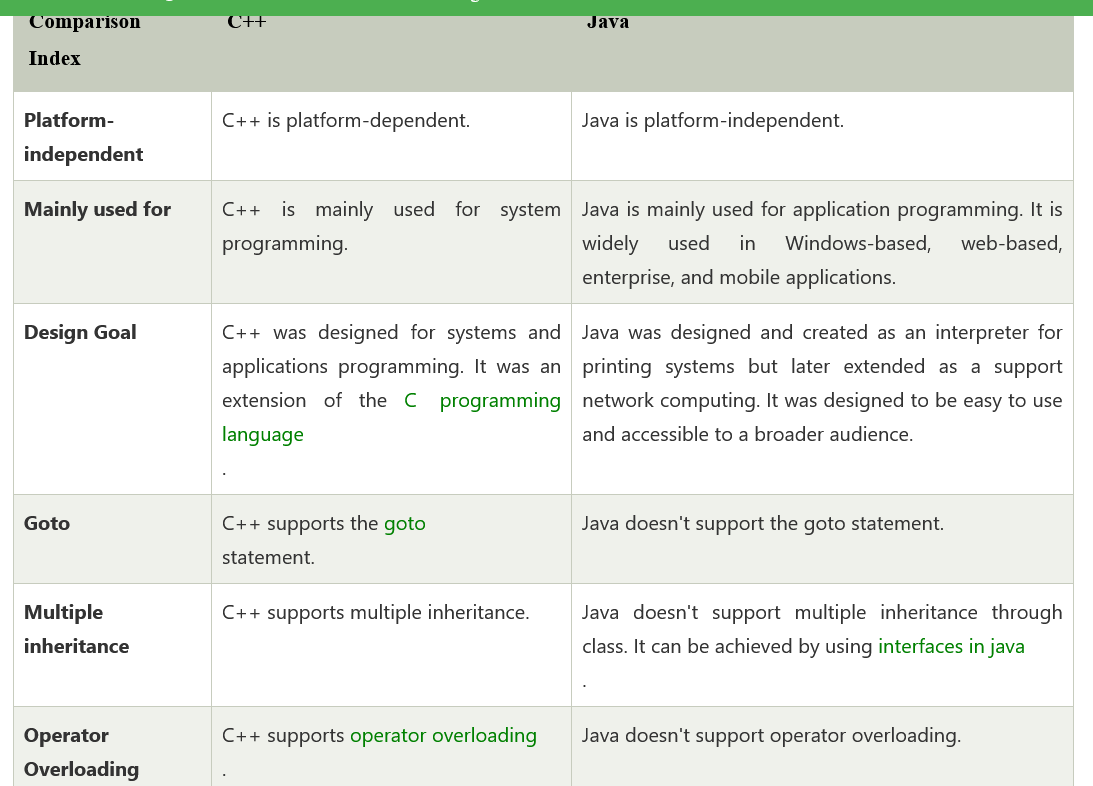 Comparison Index
C++
Java
Platform-
independent
C++ is platform-dependent.
Java is platform-independent.
Mainly used for
C++ is mainly used for system
programming.
Java is mainly used for application programming. It is
widely used in Windows-based, web-based,
enterprise, and mobile applications.
Design Goal
C++ was designed for systems and
applications programming. It was an
extension of the C programming
language
.
Java was designed and created as an interpreter for
printing systems but later extended as a support
network computing. It was designed to be easy to use
and accessible to a broader audience.
Goto
C++ supports the goto
statement.
Java doesn't support the goto statement.
Multiple
inheritance
C++ supports multiple inheritance.
Java doesn't support multiple inheritance through
class. It can be achieved by using interfaces in java
.
Operator
Overloading
C++ supports operator overloading
.
Java doesn't support operator overloading.